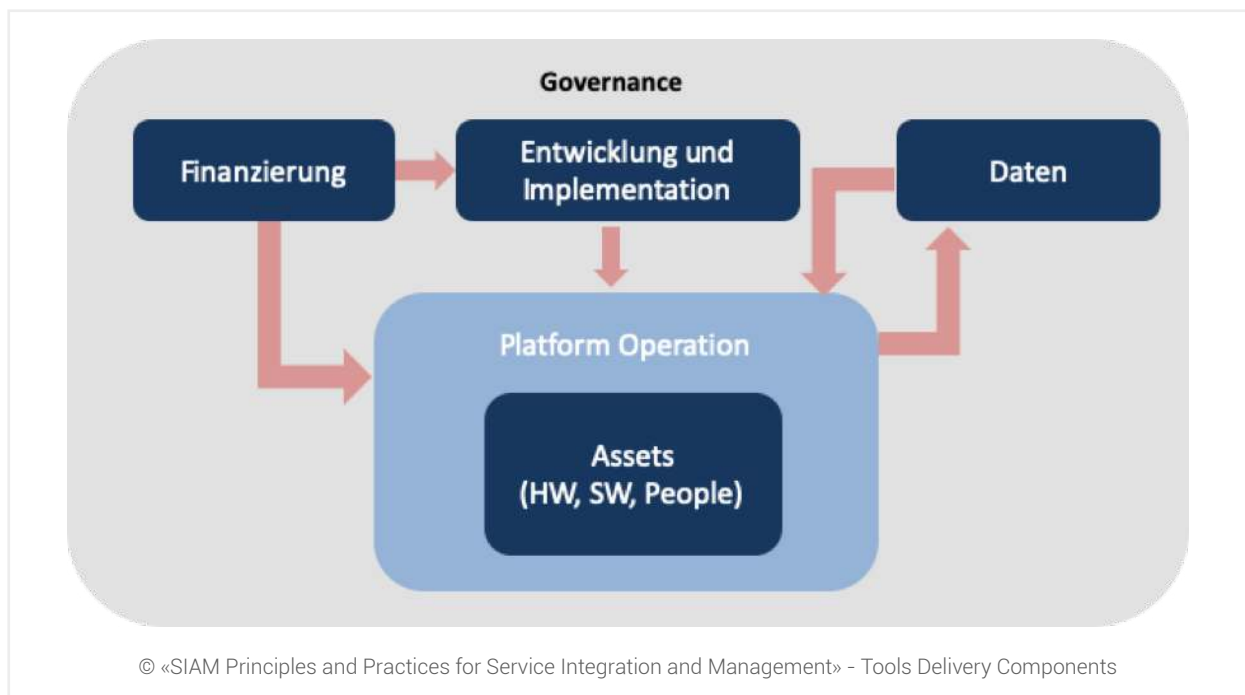 Governance
Finanzierung
Entwicklung und
Implementation
Daten
Platform Operation
Assets
(HW, SW, People)
© «SIAM Principles and Practices for Service Integration and Management» - Tools Delivery Components